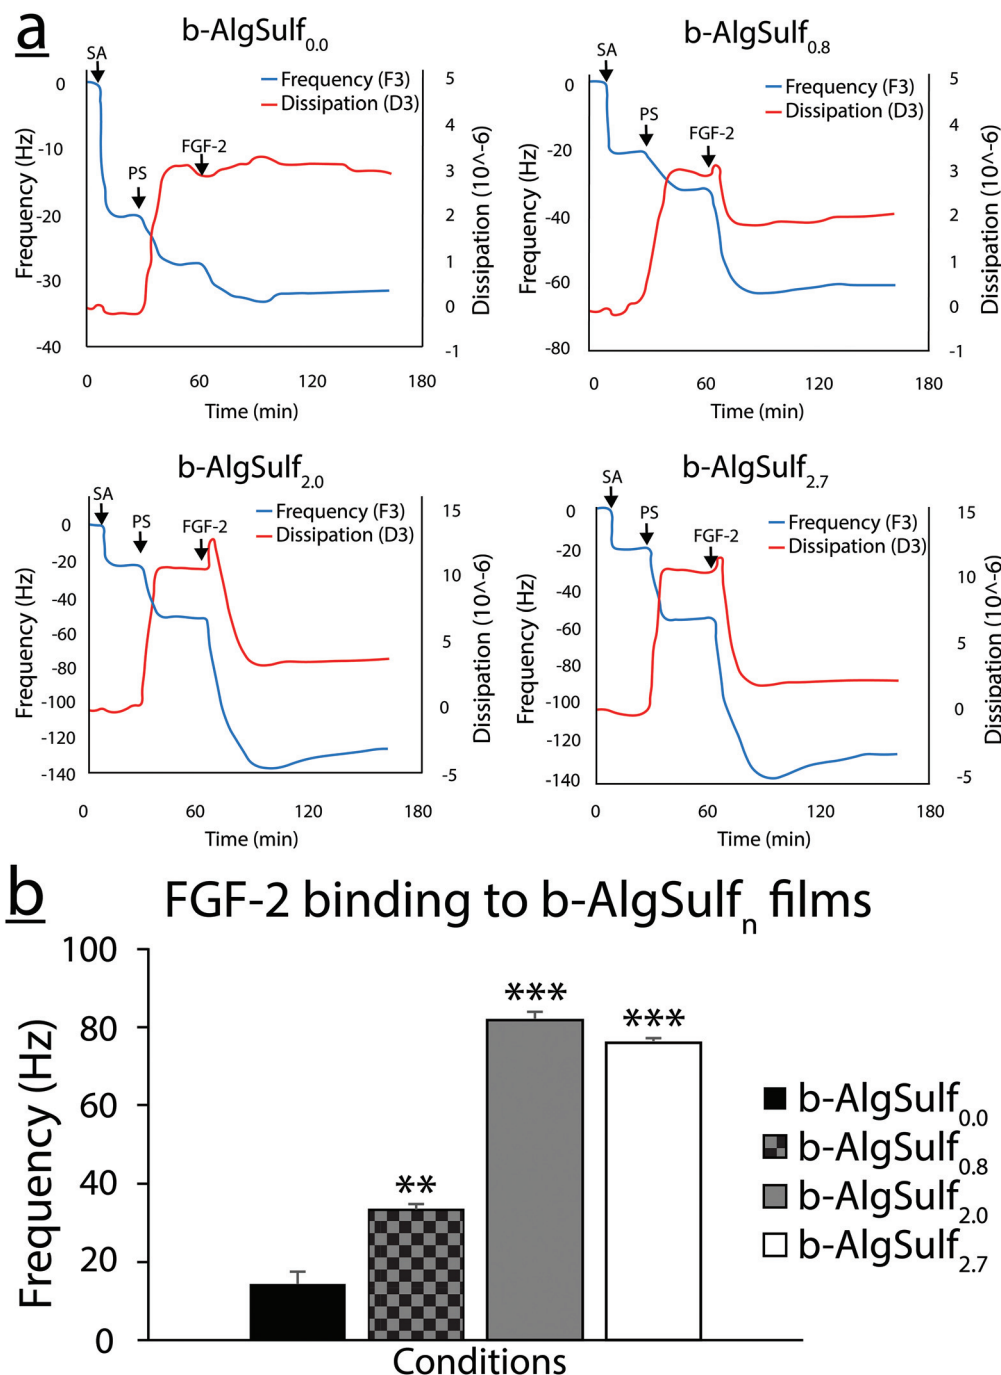 a
b-AlgSulf0.0
SA
PS
FGF-2
Frequency (F3)
Dissipation (D3)
0
-10
-20
-30
-40
Frequency (Hz)
5
4
3
2
1
0
-1
Dissipation (10^-6)
0 60 120 180
Time (min)
b-AlgSulf0.8
SA
PS
FGF-2
Frequency (F3)
Dissipation (D3)
0
-20
-40
-60
-80
Frequency (Hz)
5
4
3
2
1
0
-1
Dissipation (10^-6)
0 60 120 180
Time (min)
b-AlgSulf2.0
SA
PS
FGF-2
Frequency (F3)
Dissipation (D3)
0
-20
-40
-60
-80
-100
-120
-140
Frequency (Hz)
15
10
5
0
-5
Dissipation (10^-6)
0 60 120 180
Time (min)
b-AlgSulf2.7
SA
PS
FGF-2
Frequency (F3)
Dissipation (D3)
0
-20
-40
-60
-80
-100
-120
-140
Frequency (Hz)
15
10
5
0
-5
Dissipation (10^-6)
0 60 120 180
Time (min)
b
FGF-2 binding to b-AlgSulfn films
100
80
60
40
20
0
Frequency (Hz)
**
***
***
Conditions
b-AlgSulf0.0
b-AlgSulf0.8
b-AlgSulf2.0
b-AlgSulf2.7